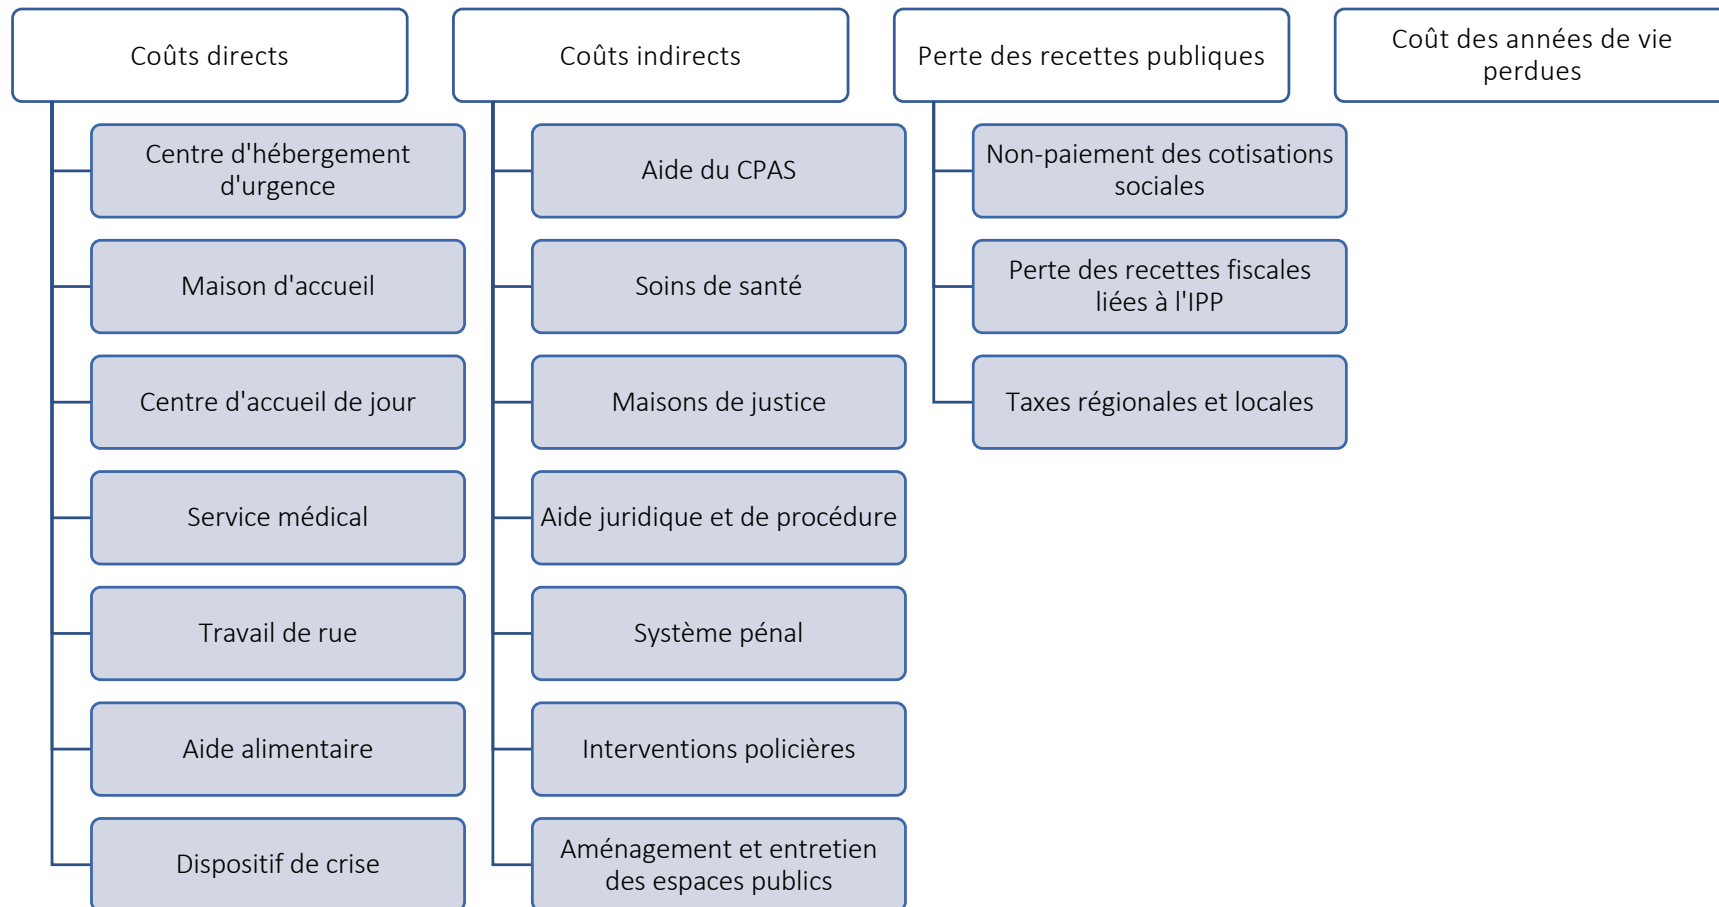 Coûts directs
Centre d'hébergement
d'urgence
Maison d'accueil
Centre d'accueil de jour
Service médical
Travail de rue
Aide alimentaire
Dispositif de crise
Coûts indirects
Aide du CPAS
Soins de santé
Maisons de justice
Aide juridique et de procédure
Système pénal
Interventions policières
Aménagement et entretien
des espaces publics
Perte des recettes publiques
Non-paiement des cotisations
sociales
Perte des recettes fiscales
liées à l'IPP
Taxes régionales et locales
Coût des années de vie
perdues